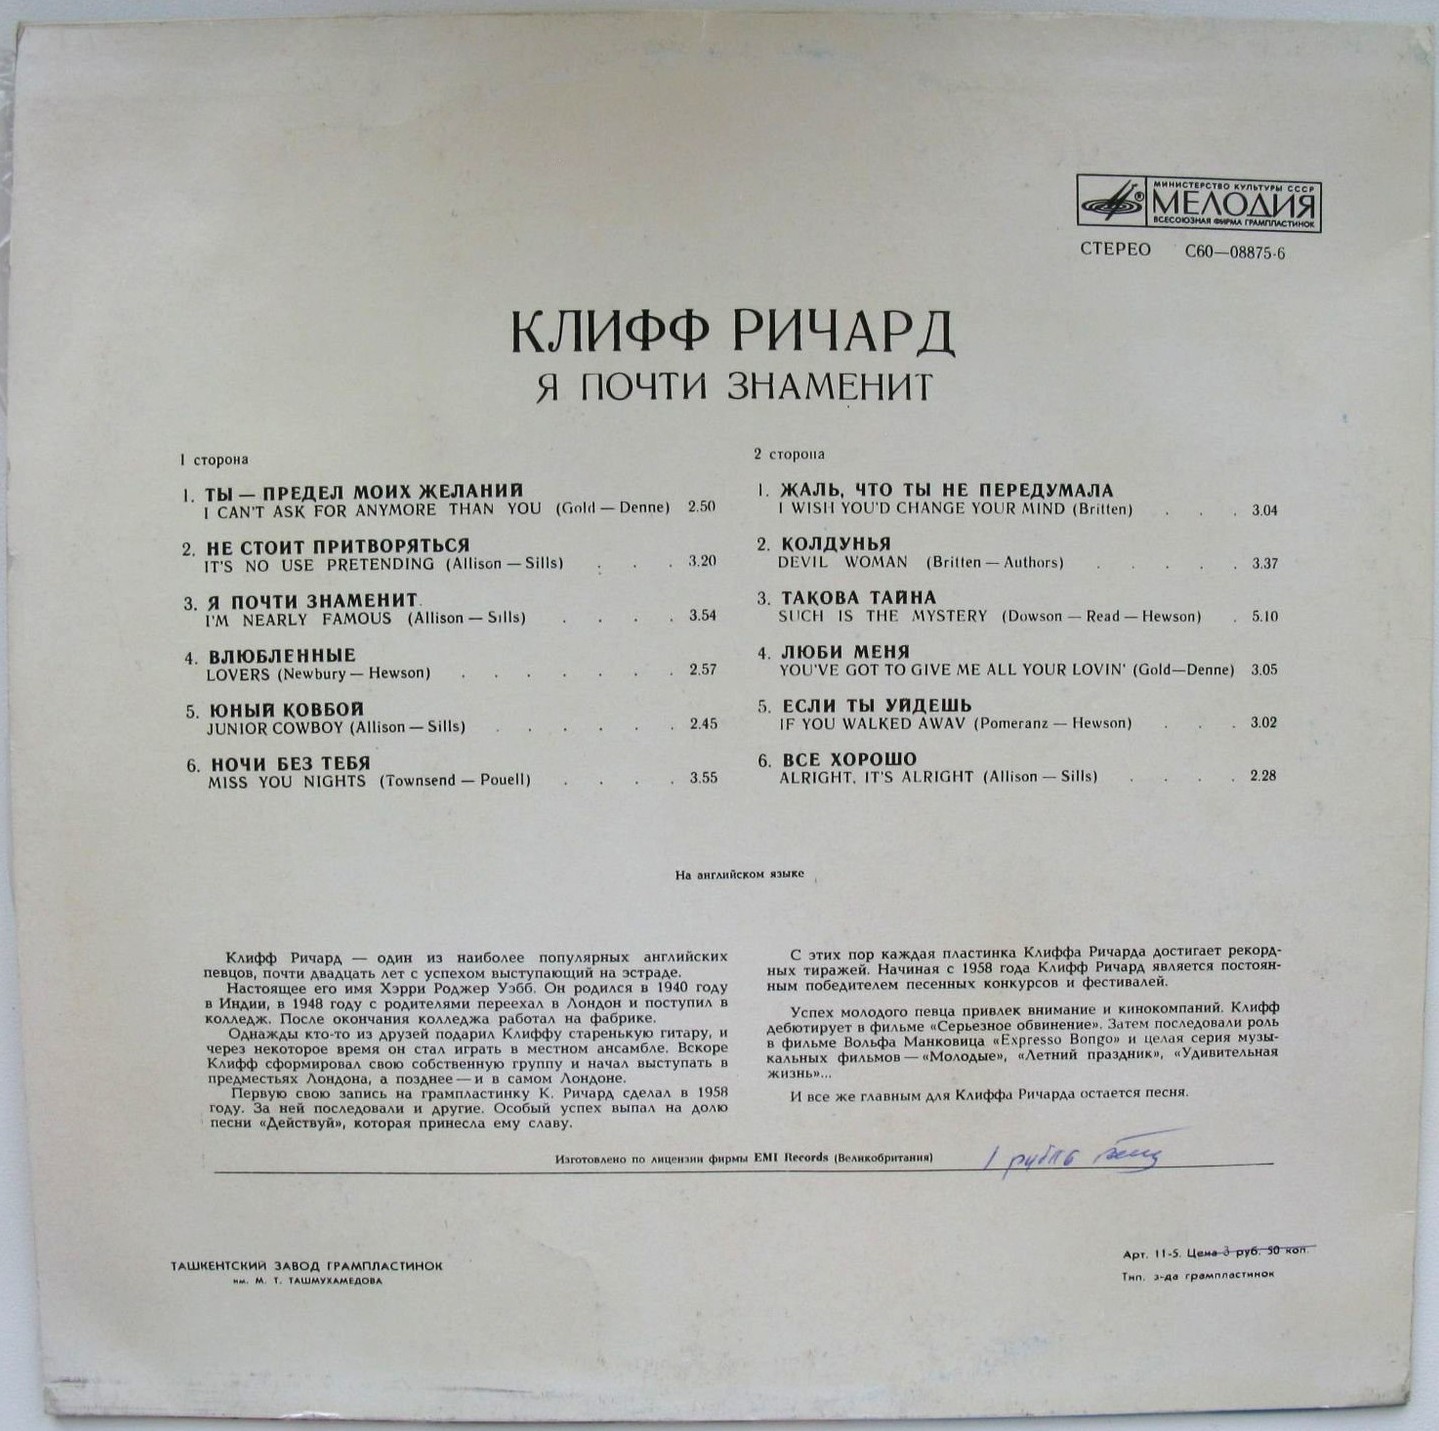 МИНИСТЕРСТВО КУЛЬТУРЫ СССР
МЕЛОДИЯ
ВСЕСОЮЗНАЯ ФИРМА ГРАМПЛАСТИНОК
СТЕРЕО С60—08875-6
КЛИФФ РИЧАРД
Я ПОЧТИ ЗНАМЕНИТ
1 сторона
1. ТЫ — ПРЕДЕЛ МОИХ ЖЕЛАНИЙ
I CAN'T ASK FOR ANYMORE THAN YOU (Gold — Denne) 2.50
2. НЕ СТОИТ ПРИТВОРЯТЬСЯ
IT'S NO USE PRETENDING (Allison — Sills) . . . 3.20
3. Я ПОЧТИ ЗНАМЕНИТ
I'M NEARLY FAMOUS (Allison — Sills) . . . . 3.54
4. ВЛЮБЛЕННЫЕ
LOVERS (Newbury — Hewson) . . . . . . . 2.57
5. ЮНЫЙ КОВБОЙ
JUNIOR COWBOY (Allison — Sills) . . . . . . 2.45
6. НОЧИ БЕЗ ТЕБЯ
MISS YOU NIGHTS (Townsend — Pouell) . . . . 3.55
2 сторона
1. ЖАЛЬ, ЧТО ТЫ НЕ ПЕРЕДУМАЛА
I WISH YOU'D CHANGE YOUR MIND (Britten) . . . 3.04
2. КОЛДУНЬЯ
DEVIL WOMAN (Britten — Authors) . . . . . 3.37
3. ТАКОВА ТАЙНА
SUCH IS THE MYSTERY (Dowson — Read — Hewson) . 5.10
4. ЛЮБИ МЕНЯ
YOU'VE GOT TO GIVE ME ALL YOUR LOVIN' (Gold—Denne) 3.05
5. ЕСЛИ ТЫ УЙДЕШЬ
IF YOU WALKED AWAV (Pomeranz — Hewson) . . . 3.02
6. ВСЕ ХОРОШО
ALRIGHT, IT'S ALRIGHT (Allison — Sills) . . . . 2.28
На английском языке
Клифф Ричард — один из наиболее популярных английских
певцов, почти двадцать лет с успехом выступающий на эстраде.
Настоящее его имя Хэрри Роджер Уэбб. Он родился в 1940 году
в Индии, в 1948 году с родителями переехал в Лондон и поступил в
колледж. После окончания колледжа работал на фабрике.
Однажды кто-то из друзей подарил Клиффу старенькую гитару, и
через некоторое время он стал играть в местном ансамбле. Вскоре
Клифф сформировал свою собственную группу и начал выступать в
предместьях Лондона, а позднее — и в самом Лондоне.
Первую свою запись на грампластинку К. Ричард сделал в 1958
году. За ней последовали и другие. Особый успех выпал на долю
песни «Действуй», которая принесла ему славу.
С этих пор каждая пластинка Клиффа Ричарда достигает рекорд-
ных тиражей. Начиная с 1958 года Клифф Ричард является постоян-
ным победителем песенных конкурсов и фестивалей.
Успех молодого певца привлек внимание и кинокомпаний. Клифф
дебютирует в фильме «Серьезное обвинение». Затем последовали роль
в фильме Вольфа Манковица «Expresso Bongo» и целая серия музы-
кальных фильмов — «Молодые», «Летний праздник», «Удивительная
жизнь»...
И все же главным для Клиффа Ричарда остается песня.
Изготовлено по лицензии фирмы EMI Records (Великобритания)
1 рубль
ТАШКЕНТСКИЙ ЗАВОД ГРАМПЛАСТИНОК
им. М. Т. ТАШМУХАМЕДОВА
Арт. 11-5. Цена 3 руб. 50 коп.
Тип. з-да грампластинок